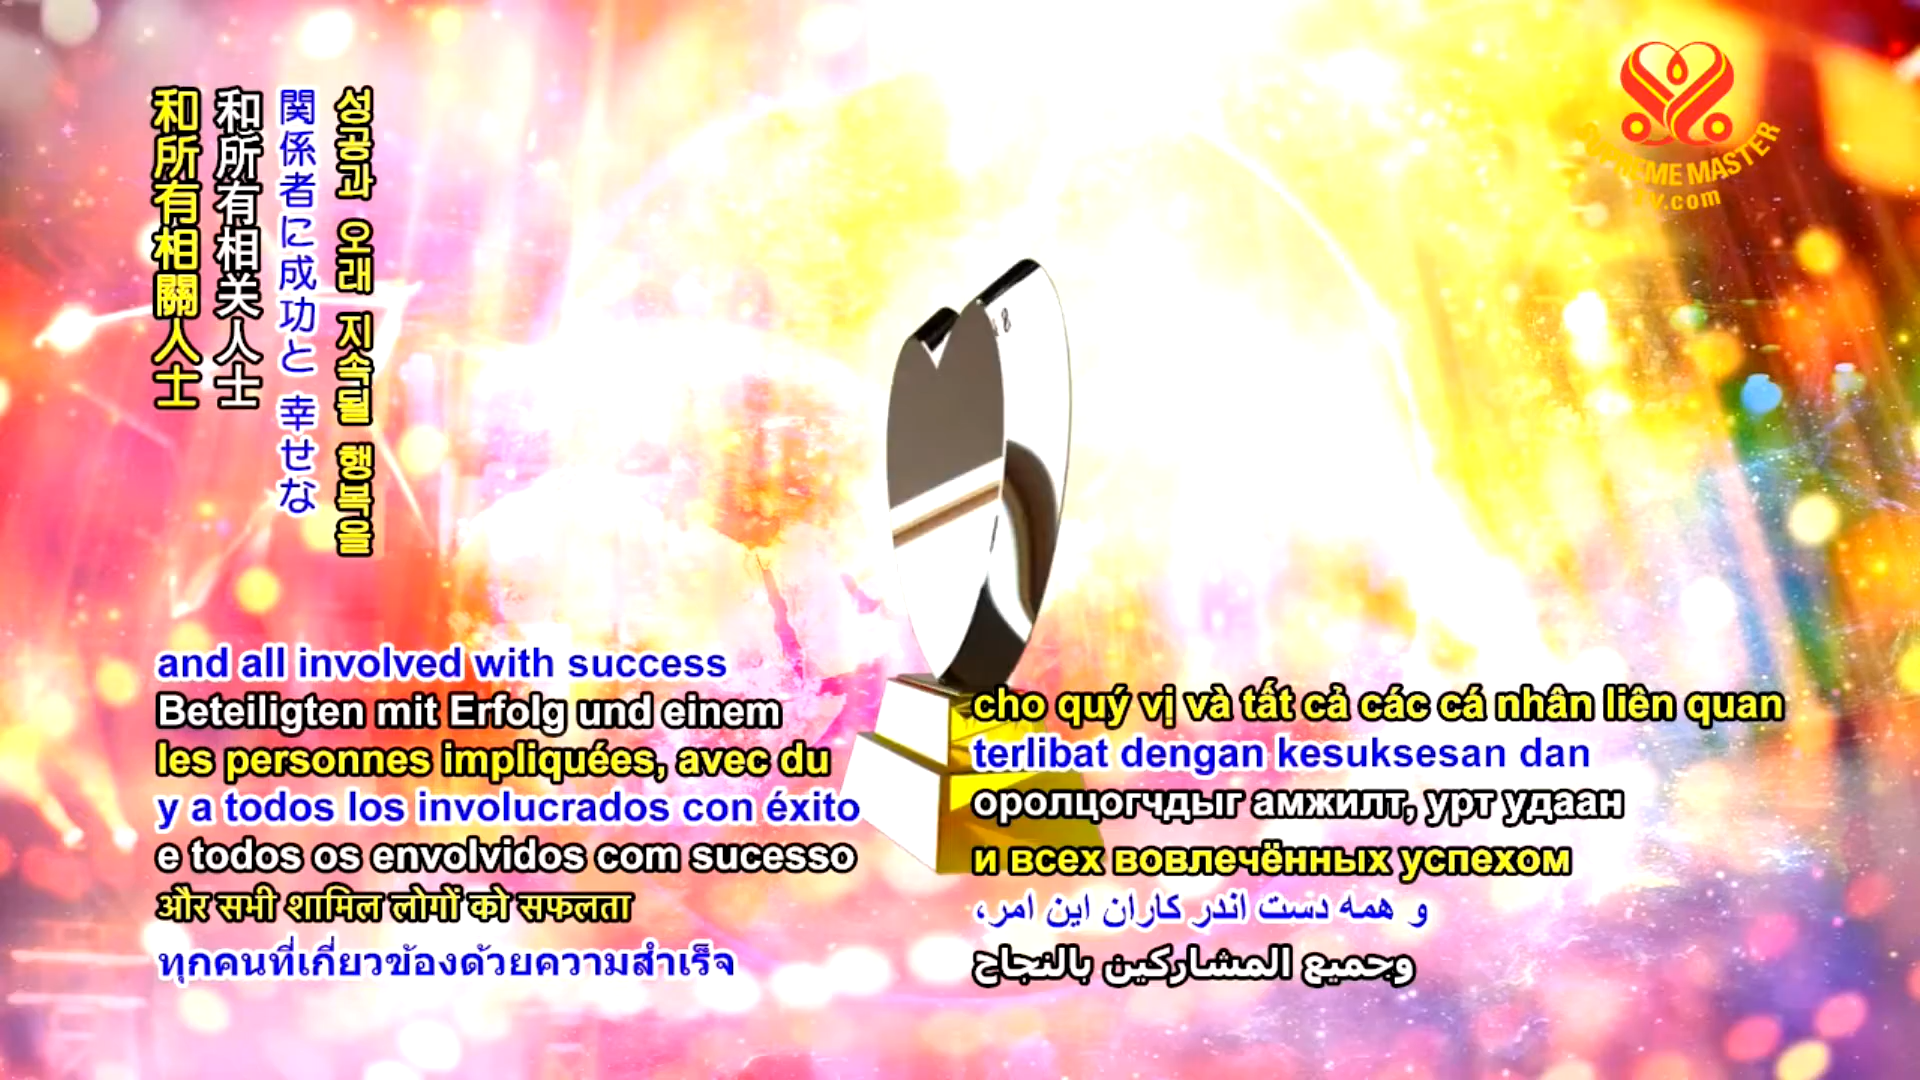 和所有相關人士
和所有相关人士
関係者に成功と 幸せな
성공과 오래 지속될 행복을
SUPREME MASTER
TV.com
8
and all involved with success
Beteiligten mit Erfolg und einem
les personnes impliquées, avec du
y a todos los involucrados con éxito
e todos os envolvidos com sucesso
और सभी शामिल लोगों को सफलता
ทุกคนที่เกี่ยวข้องด้วยความสำเร็จ
cho quý vị và tất cả các cá nhân liên quan
terlibat dengan kesuksesan dan
оролцогчдыг амжилт, урт удаан
и всех вовлечённых успехом
و همه دست اندر کاران این امر،
وجميع المشاركين بالنجاح